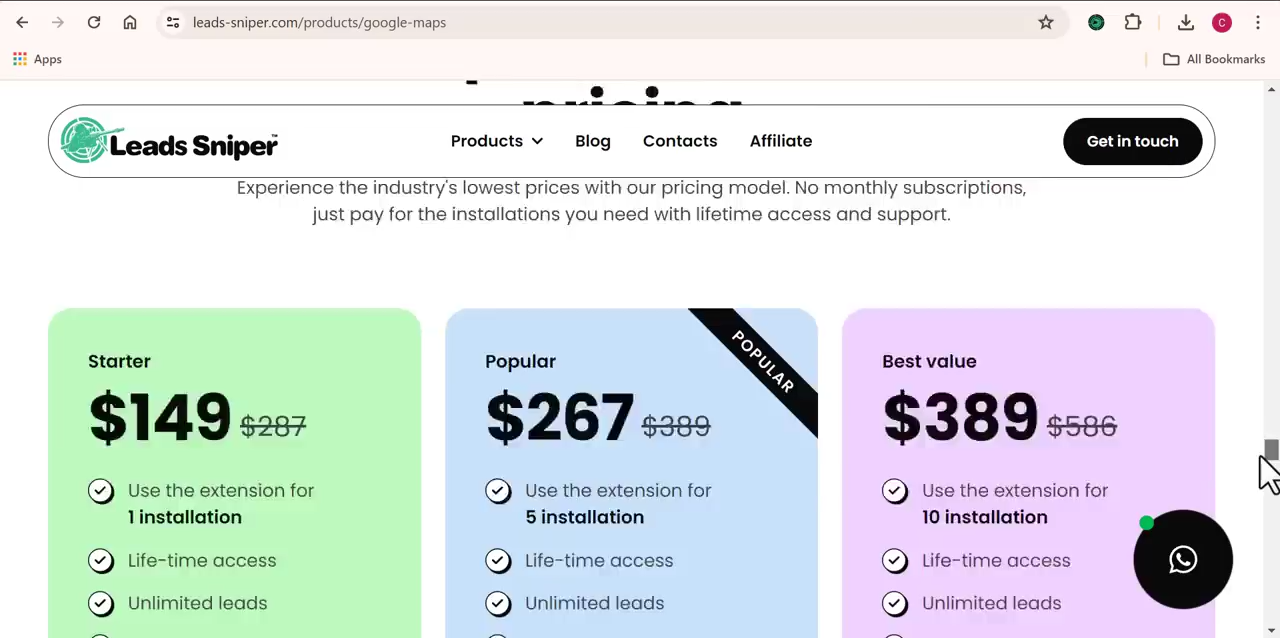 leads-sniper.com/products/google-maps
C
Apps
All Bookmarks
pricing
Leads Sniper™
Products
Blog
Contacts
Affiliate
Get in touch
Experience the industry's lowest prices with our pricing model. No monthly subscriptions,
just pay for the installations you need with lifetime access and support.
Starter
$149 $287
Use the extension for
1 installation
Life-time access
Unlimited leads
Popular
POPULAR
$267 $389
Use the extension for
5 installation
Life-time access
Unlimited leads
Best value
$389 $586
Use the extension for
10 installation
Life-time access
Unlimited leads